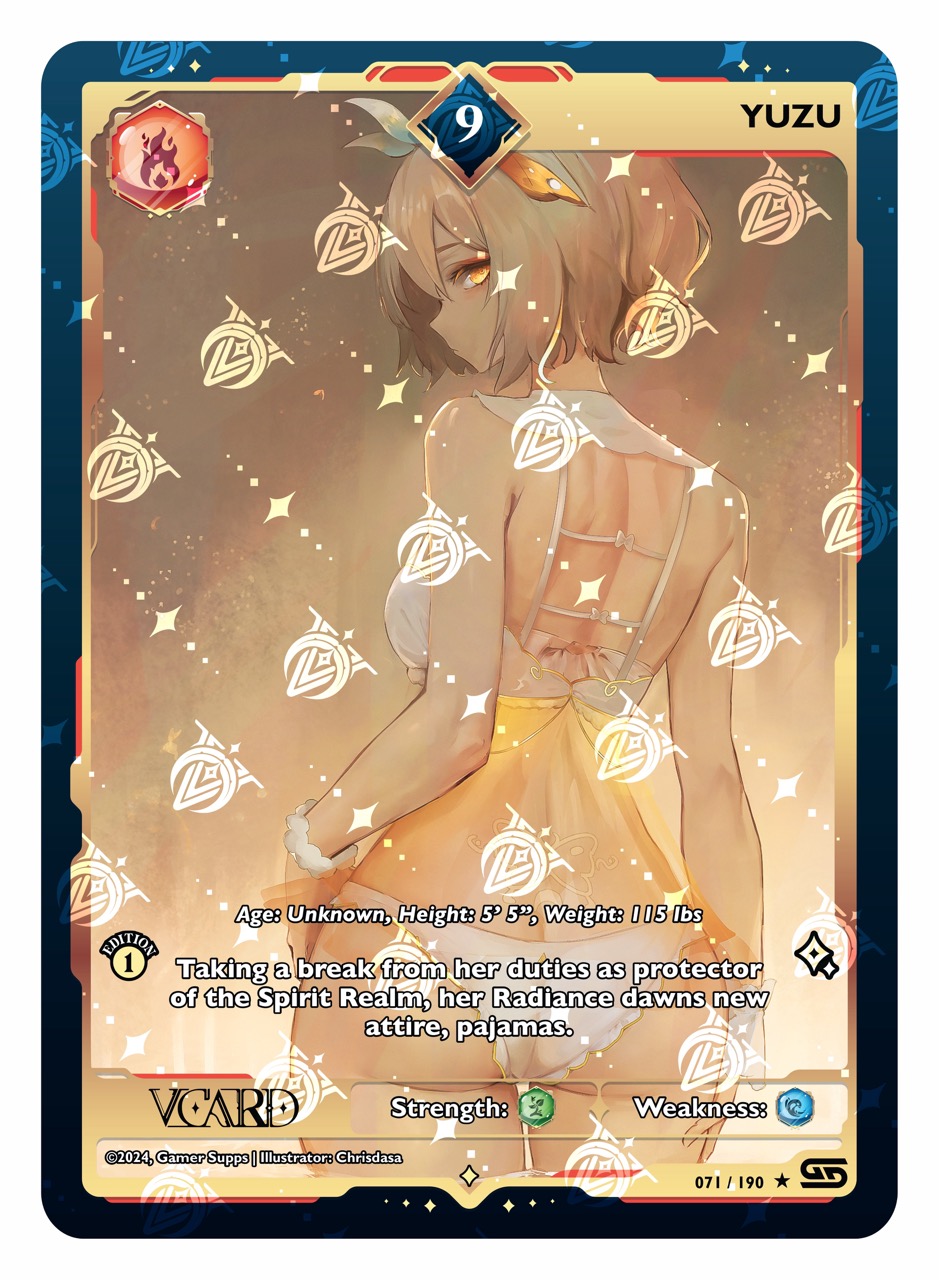 9
YUZU
Age: Unknown, Height: 5’ 5”, Weight: 115 lbs
EDITION
1
Taking a break from her duties as protector
of the Spirit Realm, her Radiance dawns new
attire, pajamas.
VCARD
Strength:
Weakness:
©2024, Gamer Supps | Illustrator: Chrisdasa
071 / 190 ★ GS